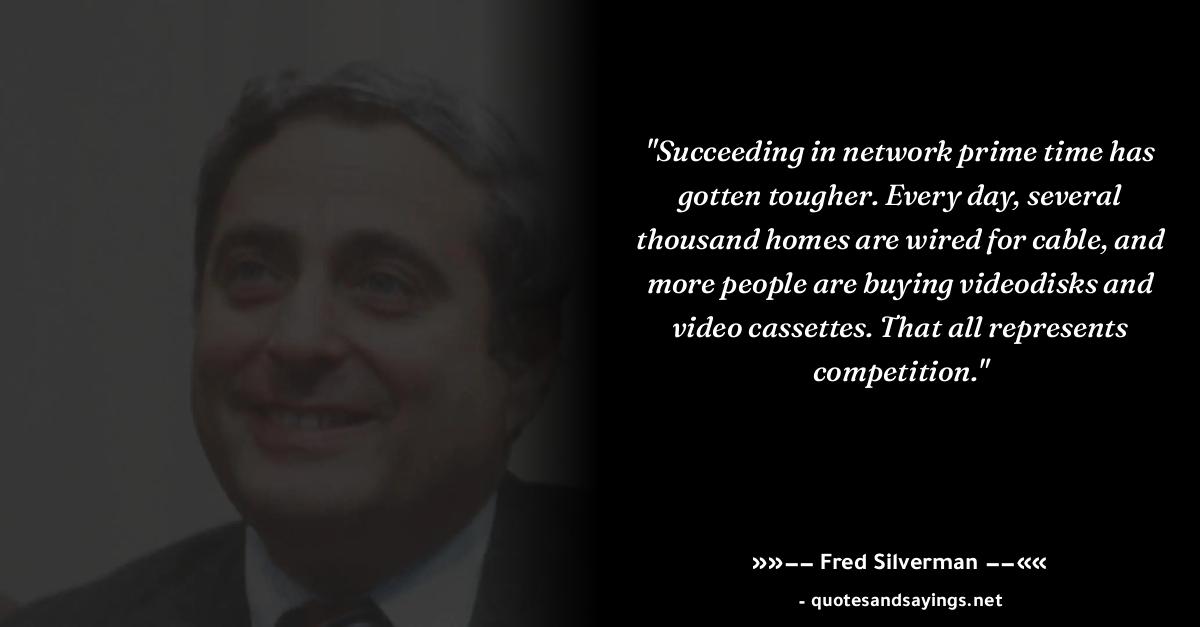 "Succeeding in network prime time has
gotten tougher. Every day, several
thousand homes are wired for cable, and
more people are buying videodisks and
video cassettes. That all represents
competition."
»»−− Fred Silverman −−««
- quotesandsayings.net